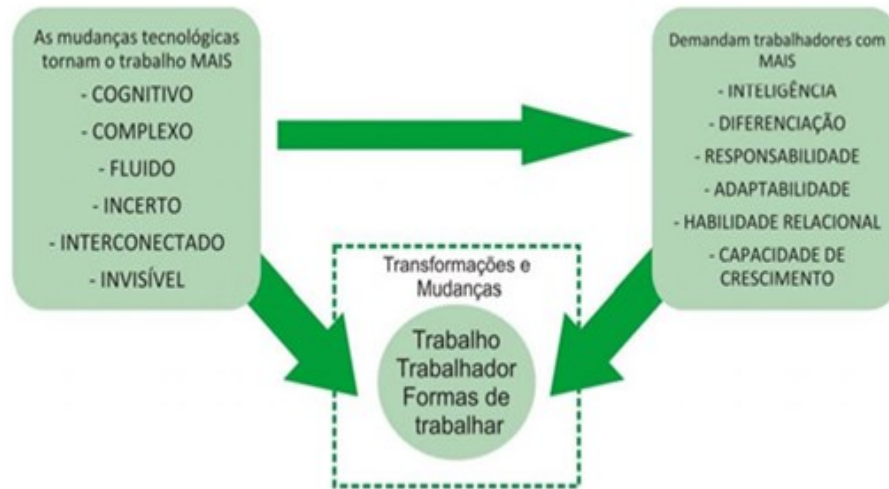 As mudanças tecnológicas
tornam o trabalho MAIS
- COGNITIVO
- COMPLEXO
- FLUIDO
- INCERTO
- INTERCONECTADO
- INVISÍVEL
Demandam trabalhadores com
MAIS
- INTELIGÊNCIA
- DIFERENCIAÇÃO
- RESPONSABILIDADE
- ADAPTABILIDADE
- HABILIDADE RELACIONAL
- CAPACIDADE DE
CRESCIMENTO
Transformações e
Mudanças
Trabalho
Trabalhador
Formas de
trabalhar